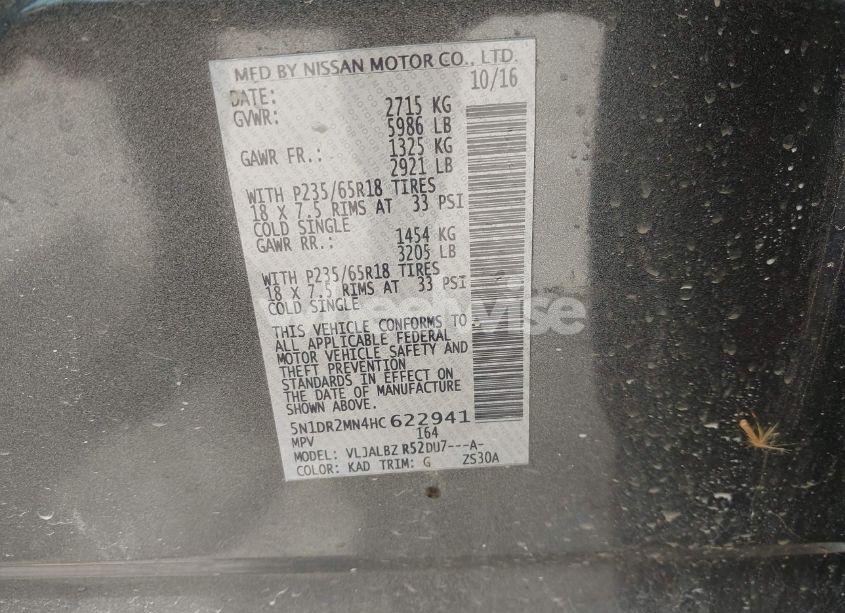 MFD BY NISSAN MOTOR CO., LTD.
DATE: 10/16
GVWR: 2715 KG
5986 LB
GAWR FR.: 1325 KG
2921 LB
WITH P235/65R18 TIRES
18 X 7.5 RIMS AT 33 PSI
COLD SINGLE
GAWR RR.: 1454 KG
3205 LB
WITH P235/65R18 TIRES
18 X 7.5 RIMS AT 33 PSI
COLD SINGLE
THIS VEHICLE CONFORMS TO
ALL APPLICABLE FEDERAL
MOTOR VEHICLE SAFETY AND
THEFT PREVENTION
STANDARDS IN EFFECT ON
THE DATE OF MANUFACTURE
SHOWN ABOVE.
5N1DR2MN4HC622941
MPV 164
MODEL: VLJALBZ R52DU7---A-
COLOR: KAD TRIM: G ZS30A